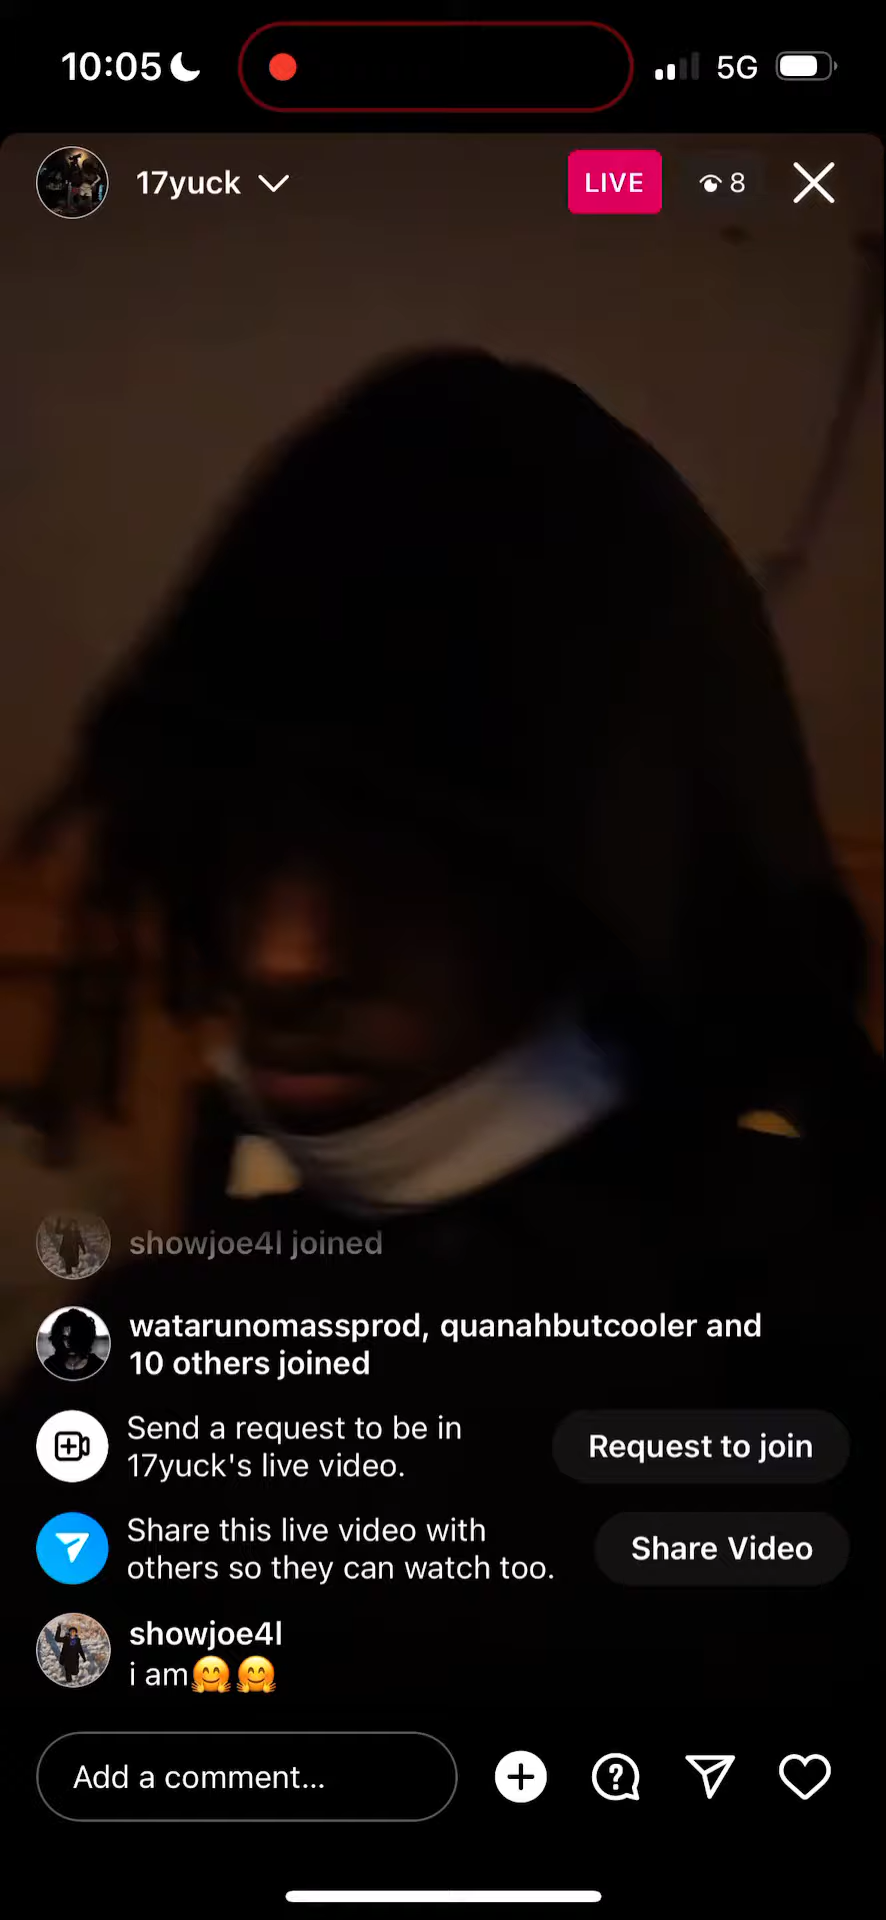 10:05
5G
17yuck
LIVE
8
showjoe4l joined
watarunomassprod, quanahbutcooler and
10 others joined
Send a request to be in
17yuck's live video.
Request to join
Share this live video with
others so they can watch too.
Share Video
showjoe4l
i am🤗🤗
Add a comment...